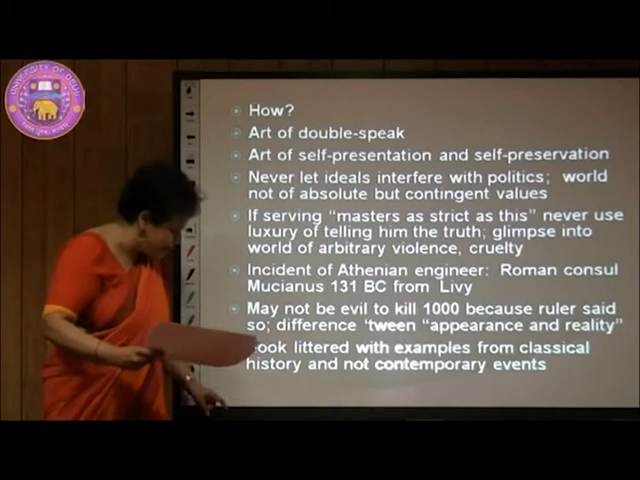 UNIVERSITY OF DELHI
How?
Art of double-speak
Art of self-presentation and self-preservation
Never let ideals interfere with politics; world
not of absolute but contingent values
If serving "masters as strict as this" never use
luxury of telling him the truth; glimpse into
world of arbitrary violence, cruelty
Incident of Athenian engineer: Roman consul
Mucianus 131 BC from Livy
May not be evil to kill 1000 because ruler said
so; difference 'tween "appearance and reality"
ook littered with examples from classical
history and not contemporary events